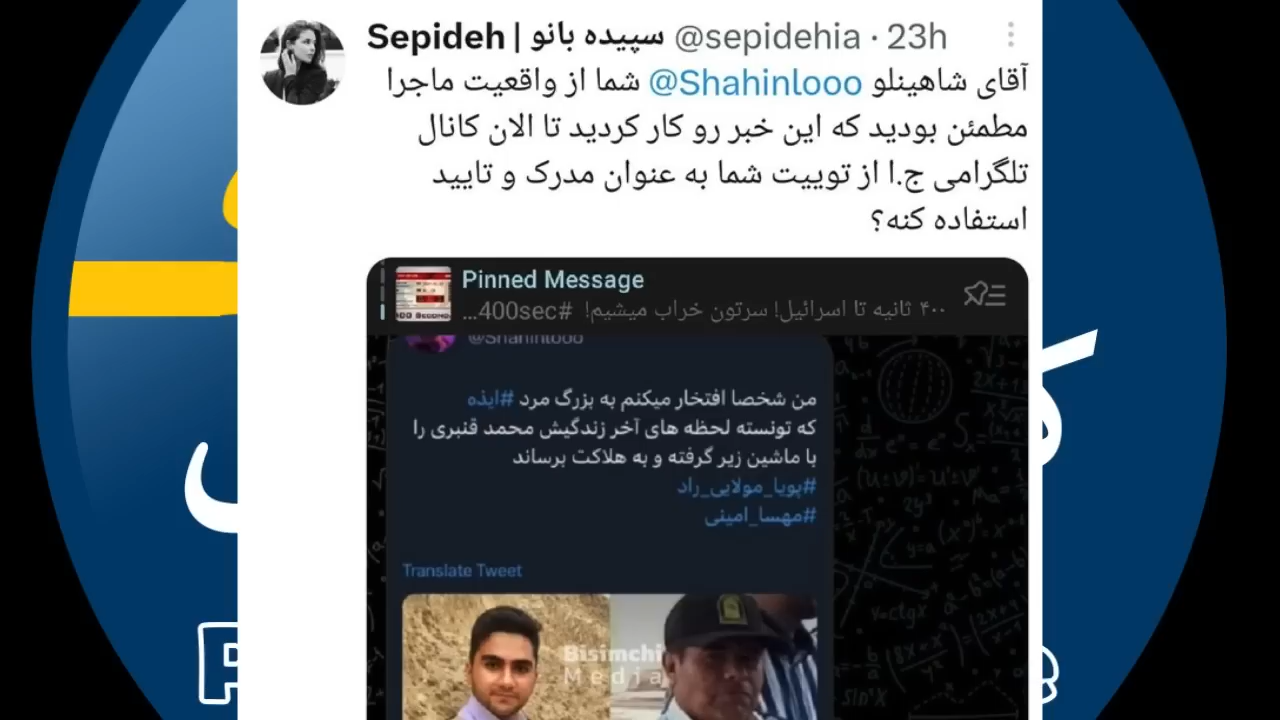 Sepideh | سپیده بانو @sepidehia · 23h
آقای شاهینلو @Shahinlooo شما از واقعیت ماجرا
مطمئن بودید که این خبر رو کار کردید تا الان کانال
تلگرامی ج.ا از توییت شما به عنوان مدرک و تایید
استفاده کنه؟
Pinned Message
۴۰۰ ثانیه تا اسرائیل! سرتون خراب میشیم! #400sec...
@Shahinlooo
من شخصا افتخار میکنم به بزرگ مرد #ایذه
که تونسته لحظه های آخر زندگیش محمد قنبری را
با ماشین زیر گرفته و به هلاکت برساند
#پویا_مولایی_راد
#مهسا_امینی
Translate Tweet
Bisimchi
Media